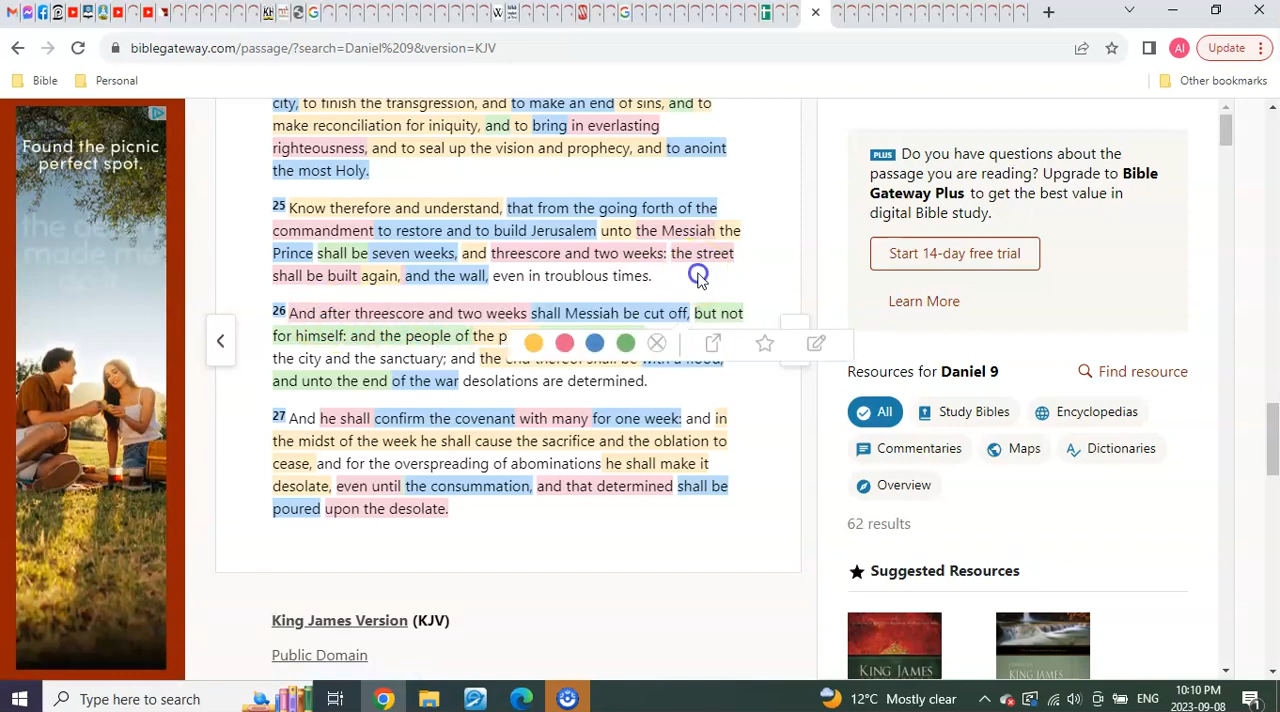 biblegateway.com/passage/?search=Daniel%209&version=KJV
AI
Update
Bible
Personal
Other bookmarks
Found the picnic
perfect spot.
city, to finish the transgression, and to make an end of sins, and to
make reconciliation for iniquity, and to bring in everlasting
righteousness, and to seal up the vision and prophecy, and to anoint
the most Holy.
25 Know therefore and understand, that from the going forth of the
commandment to restore and to build Jerusalem unto the Messiah the
Prince shall be seven weeks, and threescore and two weeks: the street
shall be built again, and the wall, even in troublous times.
26 And after threescore and two weeks shall Messiah be cut off, but not
for himself: and the people of the p
the city and the sanctuary; and the end thereof shall be with a flood,
and unto the end of the war desolations are determined.
27 And he shall confirm the covenant with many for one week: and in
the midst of the week he shall cause the sacrifice and the oblation to
cease, and for the overspreading of abominations he shall make it
desolate, even until the consummation, and that determined shall be
poured upon the desolate.
King James Version (KJV)
Public Domain
PLUS Do you have questions about the
passage you are reading? Upgrade to Bible
Gateway Plus to get the best value in
digital Bible study.
Start 14-day free trial
Learn More
Resources for Daniel 9
Find resource
All
Study Bibles
Encyclopedias
Commentaries
Maps
Dictionaries
Overview
62 results
Suggested Resources
KING JAMES
KING JAMES
Type here to search
12°C Mostly clear
ENG
10:10 PM
2023-09-08
1